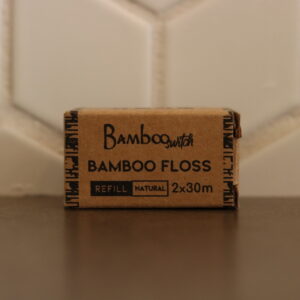 Bamboo switch
BAMBOO FLOSS
REFILL NATURAL 2x30m